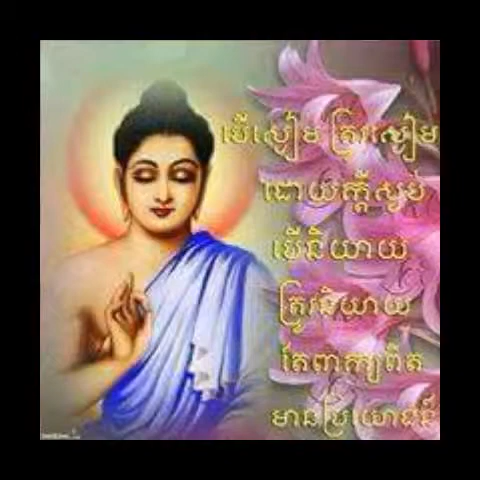 បើស្ងៀម ត្រូវស្ងៀម
ដោយក្ដីស្ងប់
បើនិយាយ
ត្រូវនិយាយ
តែពាក្យពិត
មានប្រយោជន៍